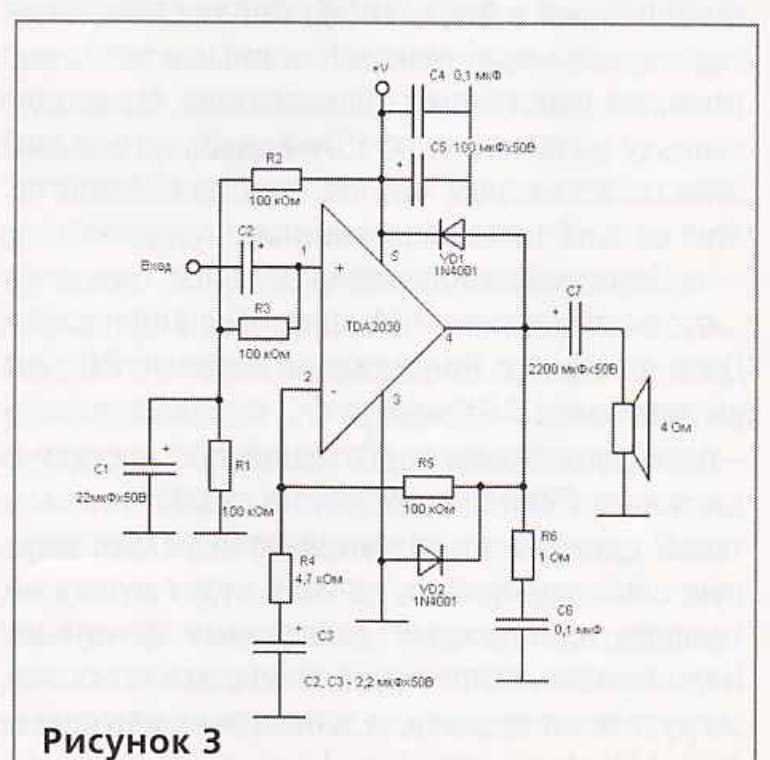 +V
C4 0,1 мкФ
C5 100 мкФх50В
+
R2
100 кОм
C2
+
1
5
VD1
1N4001
Вход
+
R3
100 кОм
TDA2030
4
C7
+
2200 мкФх50В
2
-
3
4 Ом
C1
+
22мкФх50В
R1
100 кОм
R5
100 кОм
R4
4,7 кОм
VD2
1N4001
R6
1 Ом
C3
+
C6
0,1 мкФ
C2, C3 - 2,2 мкФх50В
Рисунок 3